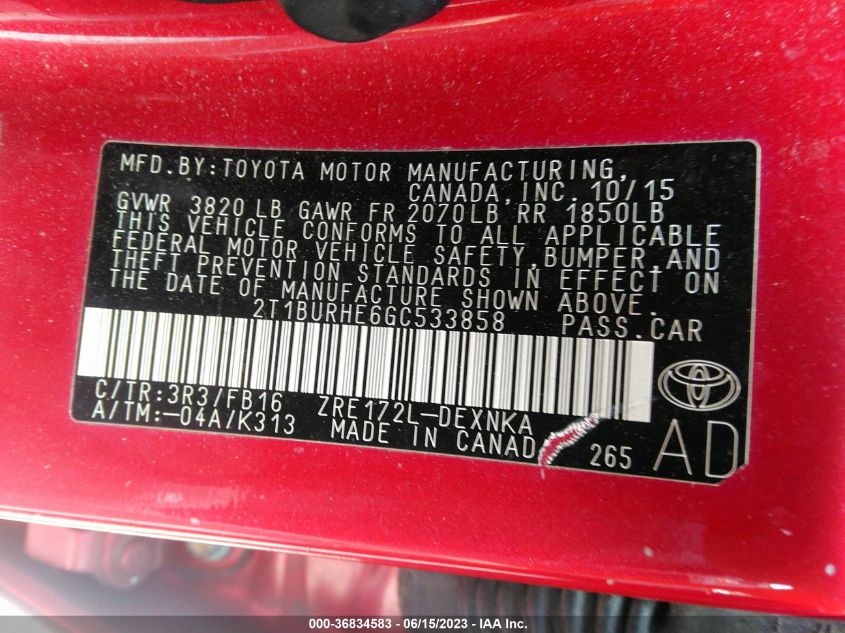 MFD.BY:TOYOTA MOTOR MANUFACTURING,
CANADA,INC. 10/15
GVWR 3820 LB GAWR FR 2070LB RR 1850LB
THIS VEHICLE CONFORMS TO ALL APPLICABLE
FEDERAL MOTOR VEHICLE SAFETY,BUMPER,AND
THEFT PREVENTION STANDARDS IN EFFECT ON
THE DATE OF MANUFACTURE SHOWN ABOVE.
2T1BURHE6GC533858 PASS.CAR
C/TR:3R3/FB16 ZRE172L-DEXNKA
A/TM:-04A/K313 MADE IN CANAD
265 AD
000-36834583 - 06/15/2023 - IAA Inc.